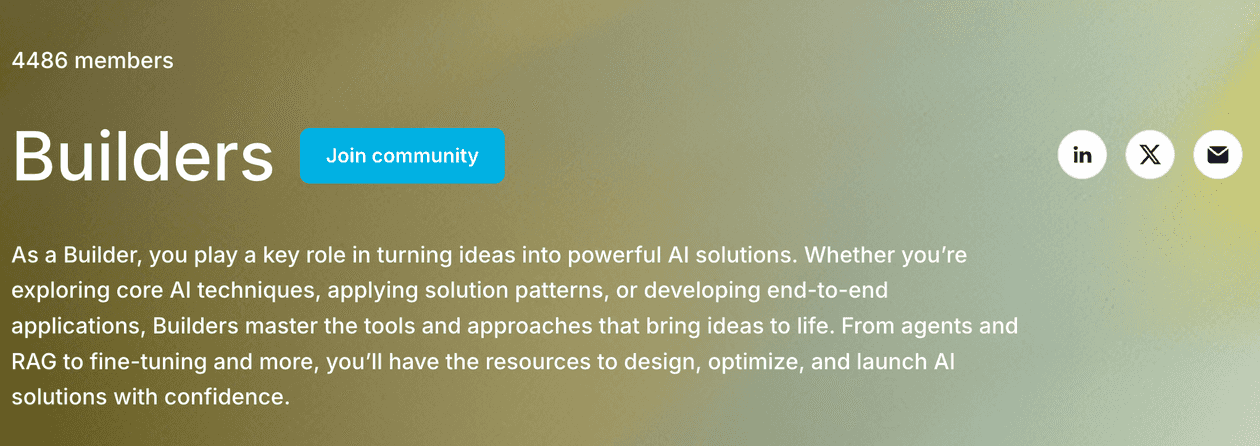 4486 members
Builders
Join community
in
X
As a Builder, you play a key role in turning ideas into powerful AI solutions. Whether you’re
exploring core AI techniques, applying solution patterns, or developing end-to-end
applications, Builders master the tools and approaches that bring ideas to life. From agents and
RAG to fine-tuning and more, you’ll have the resources to design, optimize, and launch AI
solutions with confidence.